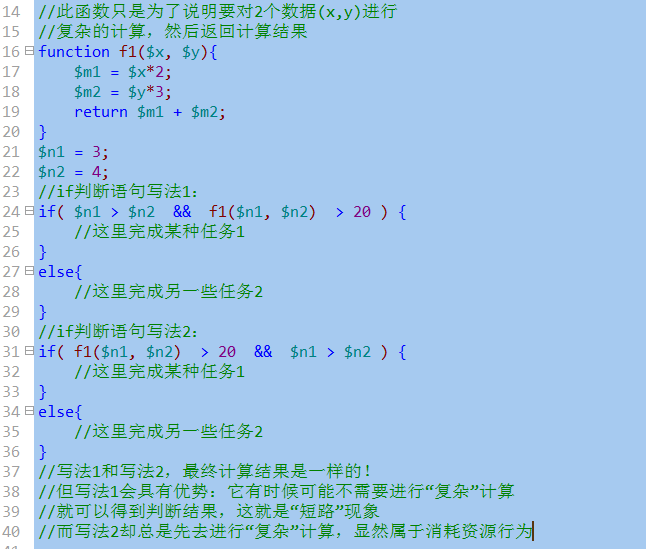 14 //此函数只是为了说明要对2个数据(x,y)进行
15 //复杂的计算，然后返回计算结果
16 function f1($x, $y){
17     $m1 = $x*2;
18     $m2 = $y*3;
19     return $m1 + $m2;
20 }
21 $n1 = 3;
22 $n2 = 4;
23 //if判断语句写法1：
24 if( $n1 > $n2  &&  f1($n1, $n2)  > 20 ) {
25     //这里完成某种任务1
26 }
27 else{
28     //这里完成另一些任务2
29 }
30 //if判断语句写法2：
31 if( f1($n1, $n2)  > 20  &&  $n1 > $n2 ) {
32     //这里完成某种任务1
33 }
34 else{
35     //这里完成另一些任务2
36 }
37 //写法1和写法2，最终计算结果是一样的！
38 //但写法1会具有优势：它有时候可能不需要进行“复杂”计算
39 //就可以得到判断结果，这就是“短路”现象
40 //而写法2却总是先去进行“复杂”计算，显然属于消耗资源行为